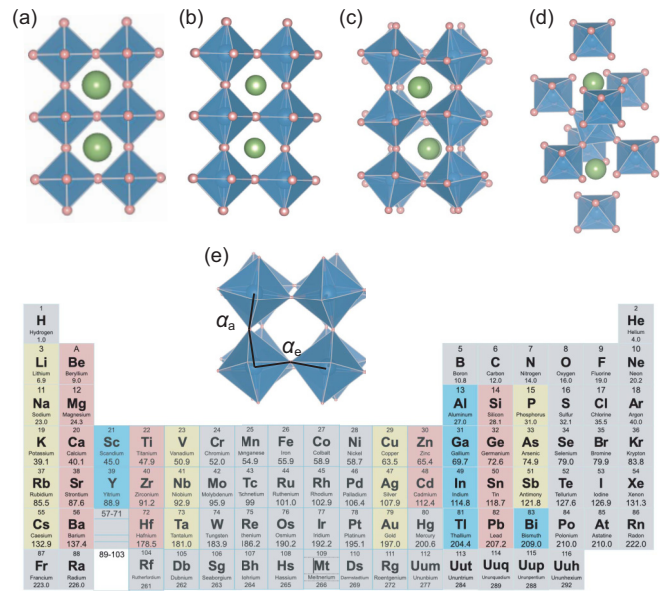 (a) (b) (c) (d)
(e)
αa
αe
1 2
H He
Hydrogen Helium
1.0 4.0
3 A 5 6 7 8 9 10
Li Be B C N O F Ne
Lithium Beryllium Boron Carbon Nitrogen Oxygen Fluorine Neon
6.9 9.0 10.8 12.0 14.0 16.0 19.0 20.2
11 12 13 14 15 16 17 18
Na Mg Al Si P S Cl Ar
Sodium Magnesium Aluminum Silicon Phosphorus Sulfur Chlorine Argon
23.0 24.3 27.0 28.1 31.0 32.1 35.5 40.0
19 20 21 22 23 24 25 26 27 28 29 30 31 32 33 34 35 36
K Ca Sc Ti V Cr Mn Fe Co Ni Cu Zn Ga Ge As Se Br Kr
Potassium Calcium Scandium Titanium Vanadium Chromium Iron Cobalt Nickel Copper Zinc Gallium Germanium Arsenic Selenium Bromine Krypton
39.1 40.1 45.0 47.9 50.9 52.0 54.9 55.9 58.9 58.7 63.5 65.4 69.7 72.6 74.9 79.0 79.9 83.8
37 38 39 40 41 42 43 44 45 46 47 48 49 50 51 52 53 54
Rb Sr Y Zr Nb Mo Tc Ru Rh Pd Ag Cd In Sn Sb Te I Xe
Rubidium Strontium Yttrium Zirconium Niobium Ruthenium Rhodium Palladium Silver Cadmium Indium Tin Antimony Tellurium Iodine Xenon
85.5 87.6 88.9 91.2 92.9 95.9 99 101.0 102.9 106.4 107.9 112.4 114.8 118.7 121.8 127.6 126.9 131.3
55 56 57-71 72 73 74 75 76 77 78 79 80 81 82 83 84 85 86
Cs Ba Hf Ta W Re Os Ir Pt Au Hg Tl Pb Bi Po At Rn
Caesium Barium Hafnium Tantalum Tungsten Rhenium Osmium Iridium Platinum Gold Mercury Thallium Lead Bismuth Polonium Astatine Radon
132.9 137.4 178.5 181.0 183.9 190.2 192.2 195.1 197.0 200.6 204.4 207.2 209.0 210.0 210.0 222.0
87 88 89-103 104 105 106 107 108 109 110 111 112 113 114 115 116
Fr Ra Rf Db Sg Bh Hs Mt Ds Rg Uum Uut Uuq Uup Uuh
Francium Radium Rutherfordium Dubnium Seaborgium Bohrium Hassium Meitnerium Darmstadtium Roentgenium Ununbium Ununtrium Ununquadium Ununpentium Ununhexium
223.0 226.0 261 262 263 262 265 266 269 272 277 284 289 288 292